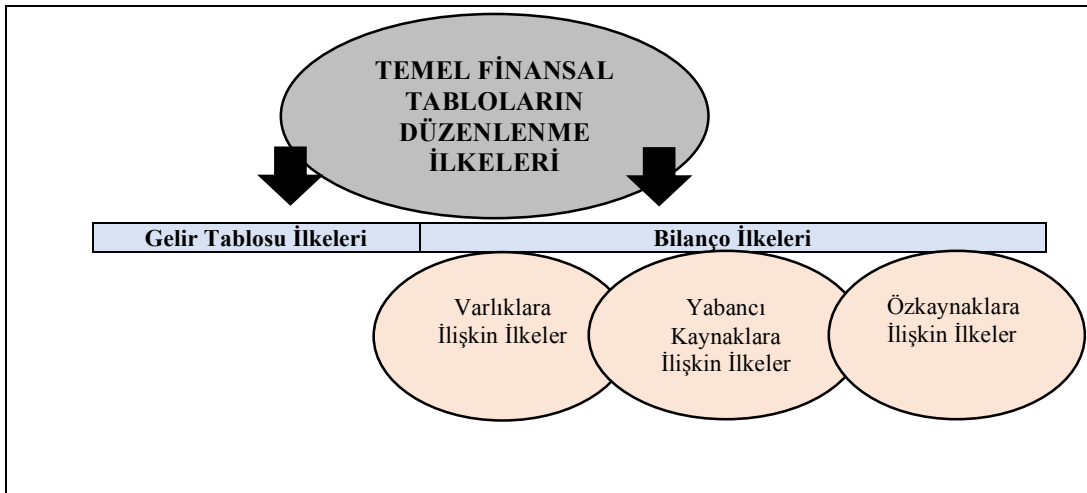 TEMEL FİNANSAL
TABLOLARIN
DÜZENLENME
İLKELERİ
Gelir Tablosu İlkeleri
Bilanço İlkeleri
Varlıklara
İlişkin İlkeler
Yabancı
Kaynaklara
İlişkin İlkeler
Özkaynaklara
İlişkin İlkeler